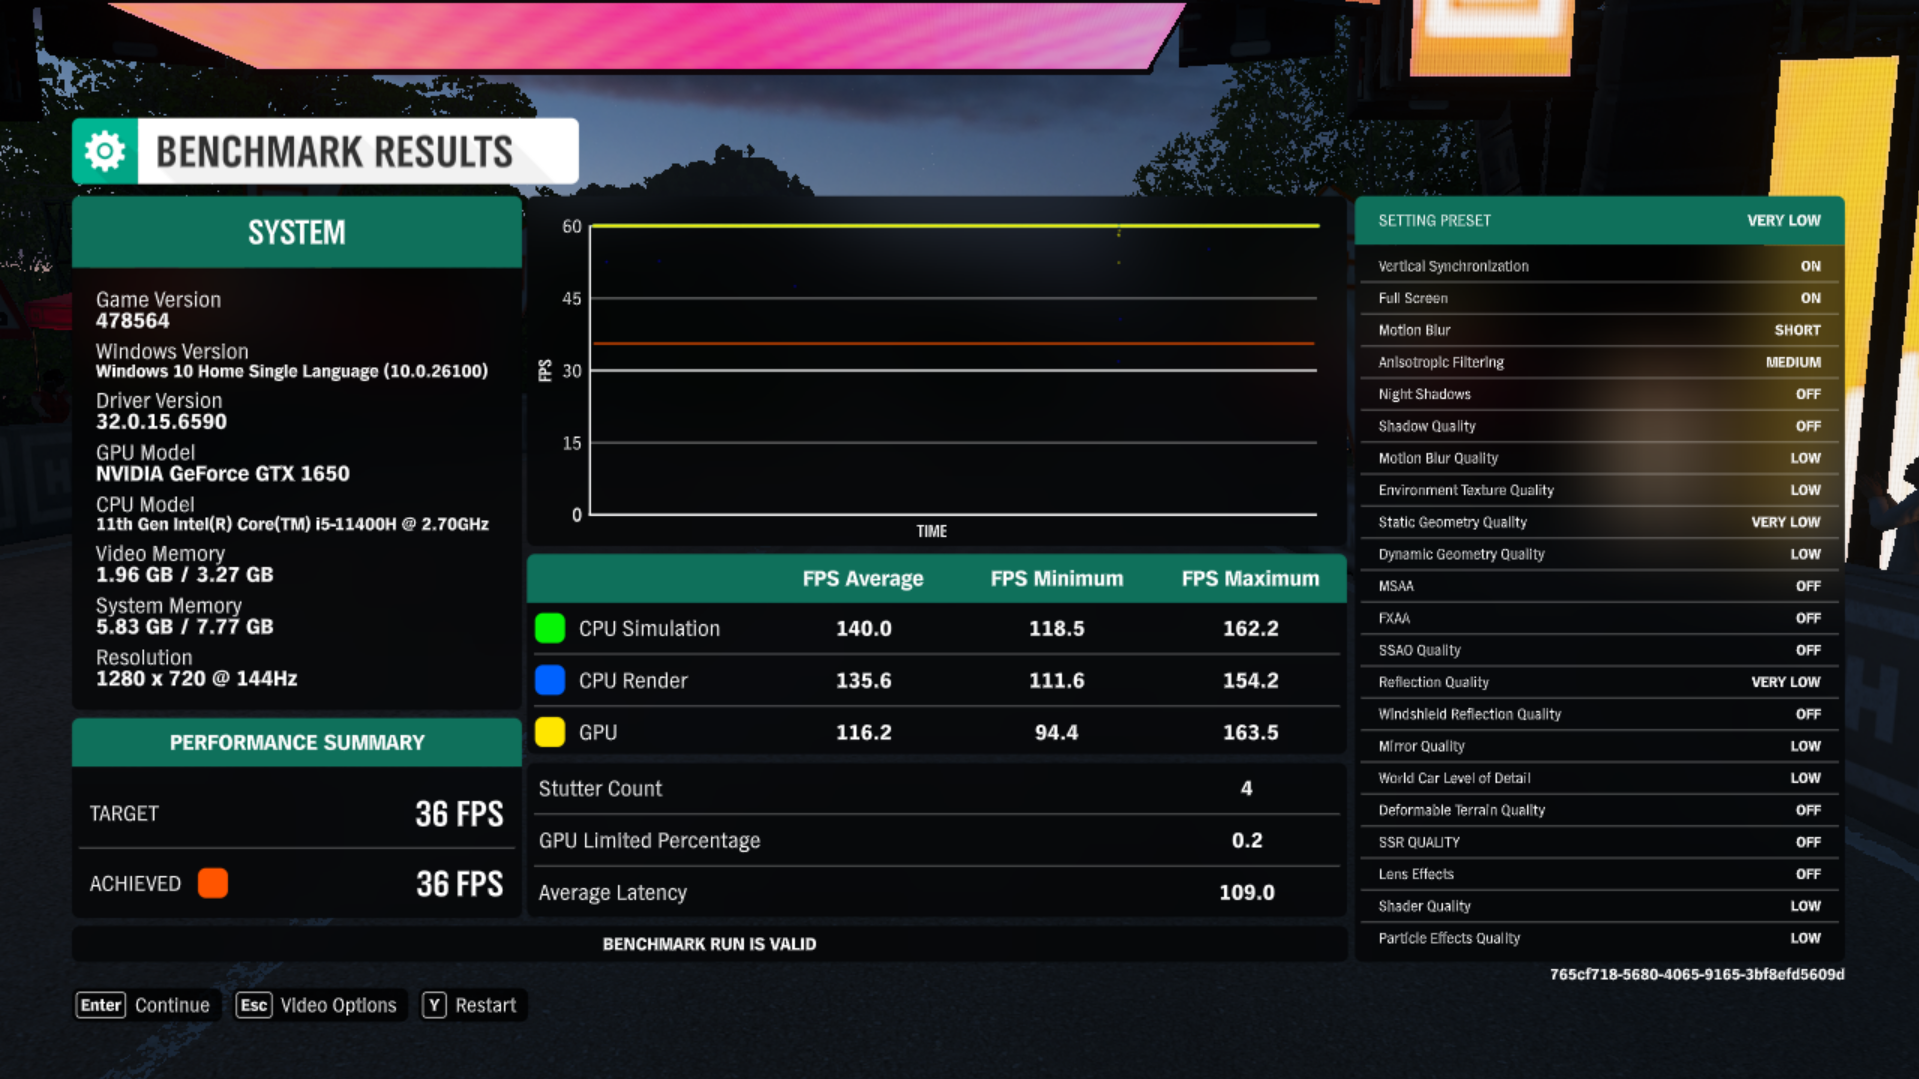 BENCHMARK RESULTS
SYSTEM
Game Version
478564
Windows Version
Windows 10 Home Single Language (10.0.26100)
Driver Version
32.0.15.6590
GPU Model
NVIDIA GeForce GTX 1650
CPU Model
11th Gen Intel(R) Core(TM) i5-11400H @ 2.70GHz
Video Memory
1.96 GB / 3.27 GB
System Memory
5.83 GB / 7.77 GB
Resolution
1280 x 720 @ 144Hz
PERFORMANCE SUMMARY
TARGET 36 FPS
ACHIEVED 36 FPS
60
45
FPS
30
15
0
TIME
FPS Average FPS Minimum FPS Maximum
CPU Simulation 140.0 118.5 162.2
CPU Render 135.6 111.6 154.2
GPU 116.2 94.4 163.5
Stutter Count 4
GPU Limited Percentage 0.2
Average Latency 109.0
BENCHMARK RUN IS VALID
SETTING PRESET VERY LOW
Vertical Synchronization ON
Full Screen ON
Motion Blur SHORT
Anisotropic Filtering MEDIUM
Night Shadows OFF
Shadow Quality OFF
Motion Blur Quality LOW
Environment Texture Quality LOW
Static Geometry Quality VERY LOW
Dynamic Geometry Quality LOW
MSAA OFF
FXAA OFF
SSAO Quality OFF
Reflection Quality VERY LOW
Windshield Reflection Quality OFF
Mirror Quality LOW
World Car Level of Detail LOW
Deformable Terrain Quality OFF
SSR QUALITY OFF
Lens Effects OFF
Shader Quality LOW
Particle Effects Quality LOW
765cf718-5680-4065-9165-3bf8efd5609d
Enter Continue Esc Video Options Y Restart